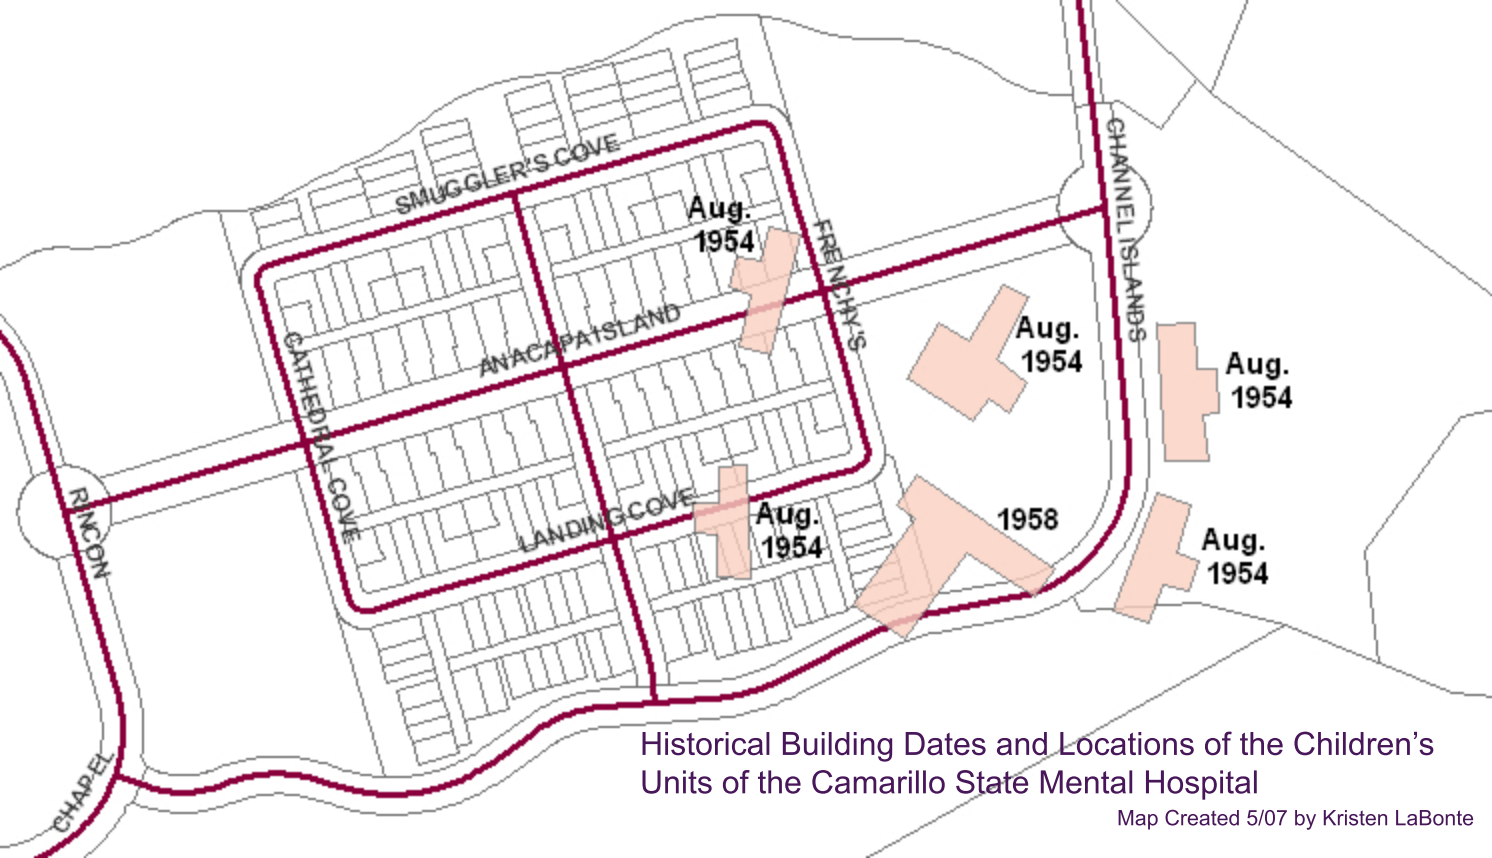 SMUGGLER'S COVE
CHANNEL ISLANDS
Aug.
1954
FRENCHY'S
ANACAPA ISLAND
CATHEDRAL COVE
Aug.
1954
Aug.
1954
RINCON
LANDING COVE
Aug.
1954
1958
Aug.
1954
CHAPEL
Historical Building Dates and Locations of the Children's
Units of the Camarillo State Mental Hospital
Map Created 5/07 by Kristen LaBonte